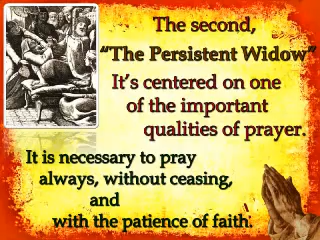 The second,
“The Persistent Widow”
It’s centered on one
of the important
qualities of prayer.
It is necessary to pray
always, without ceasing,
and
with the patience of faith.